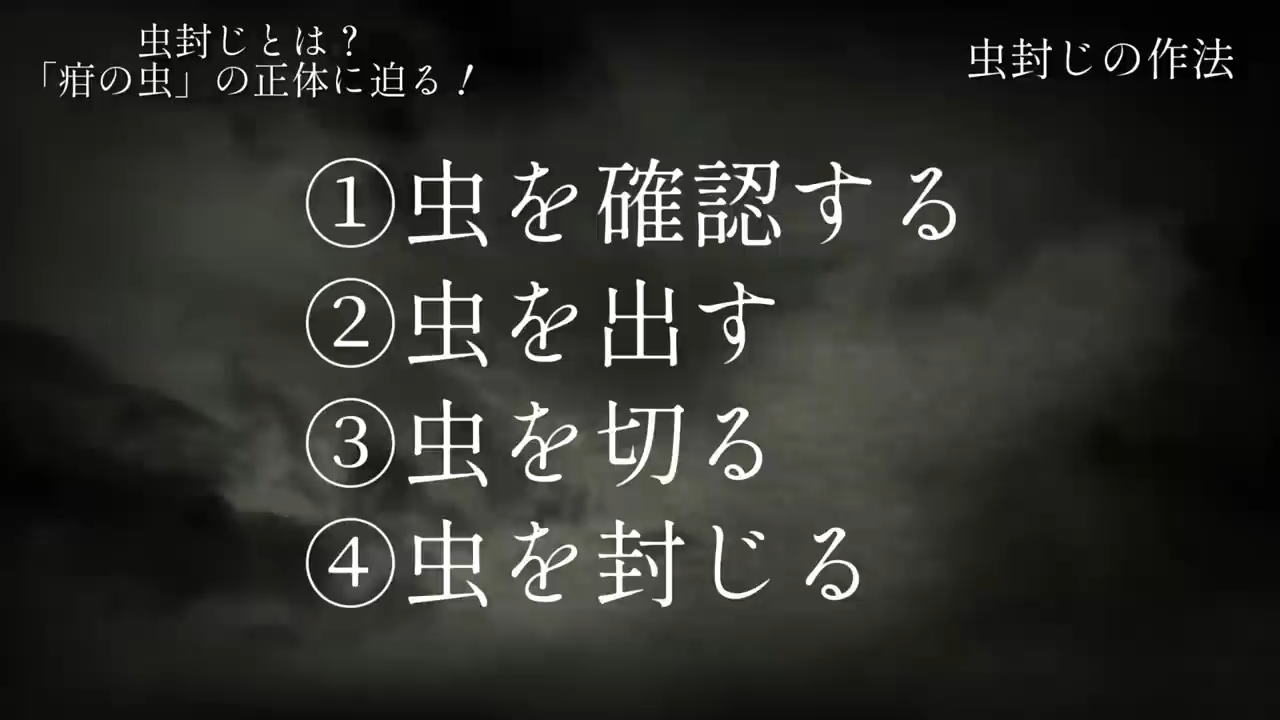 虫封じとは？
「疳の虫」の正体に迫る！
虫封じの作法
①虫を確認する
②虫を出す
③虫を切る
④虫を封じる